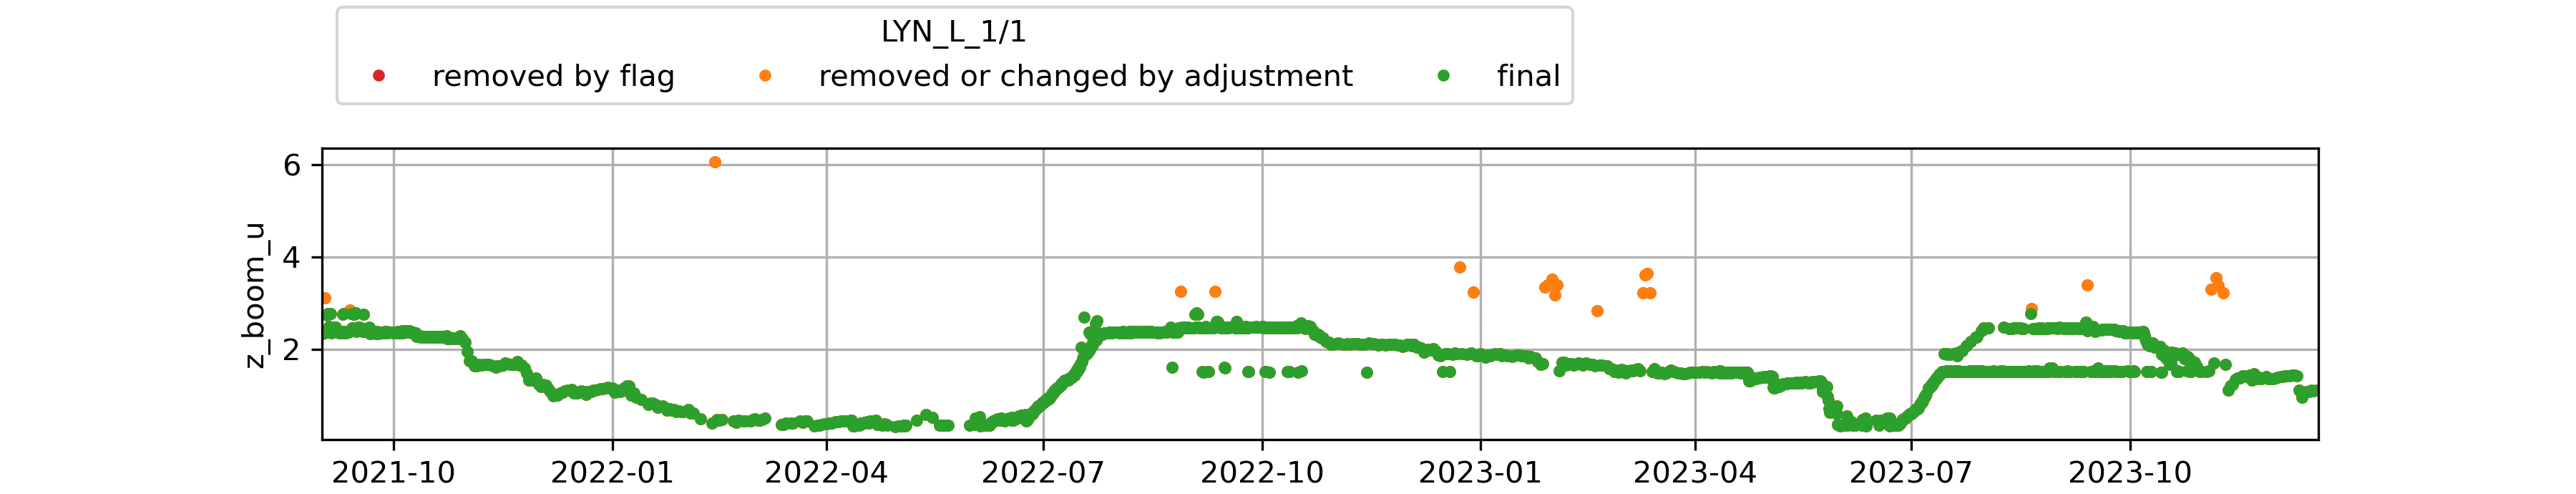 LYN_L_1/1
removed by flag removed or changed by adjustment final
6
4
2
z_boom_u
2021-10 2022-01 2022-04 2022-07 2022-10 2023-01 2023-04 2023-07 2023-10